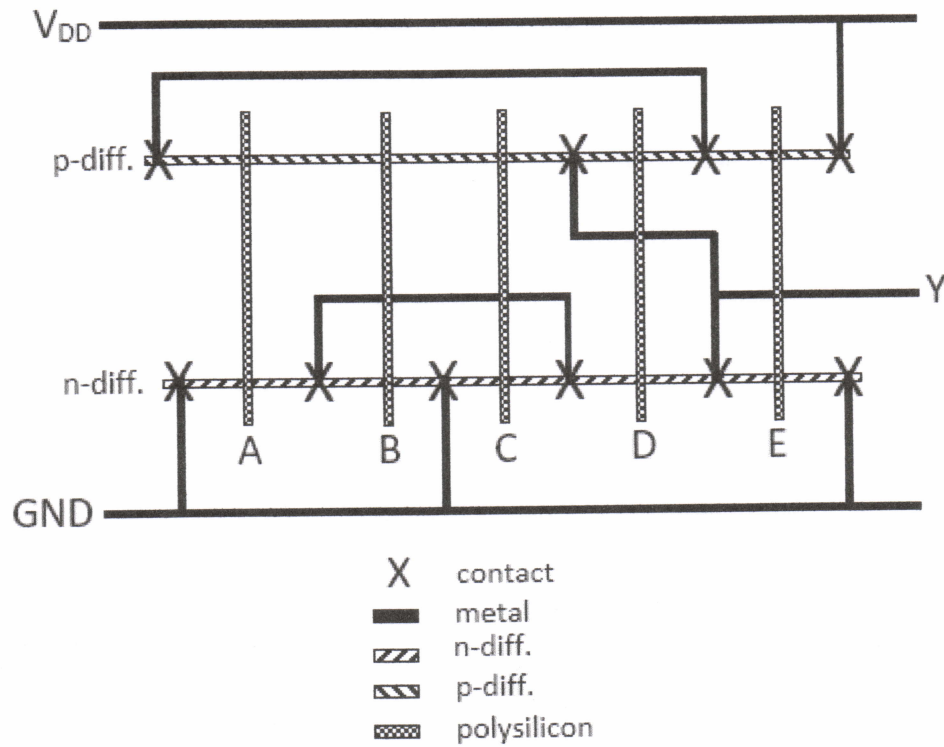 VDD
p-diff.
Y
n-diff.
A B C D E
GND
X contact
metal
n-diff.
p-diff.
polysilicon